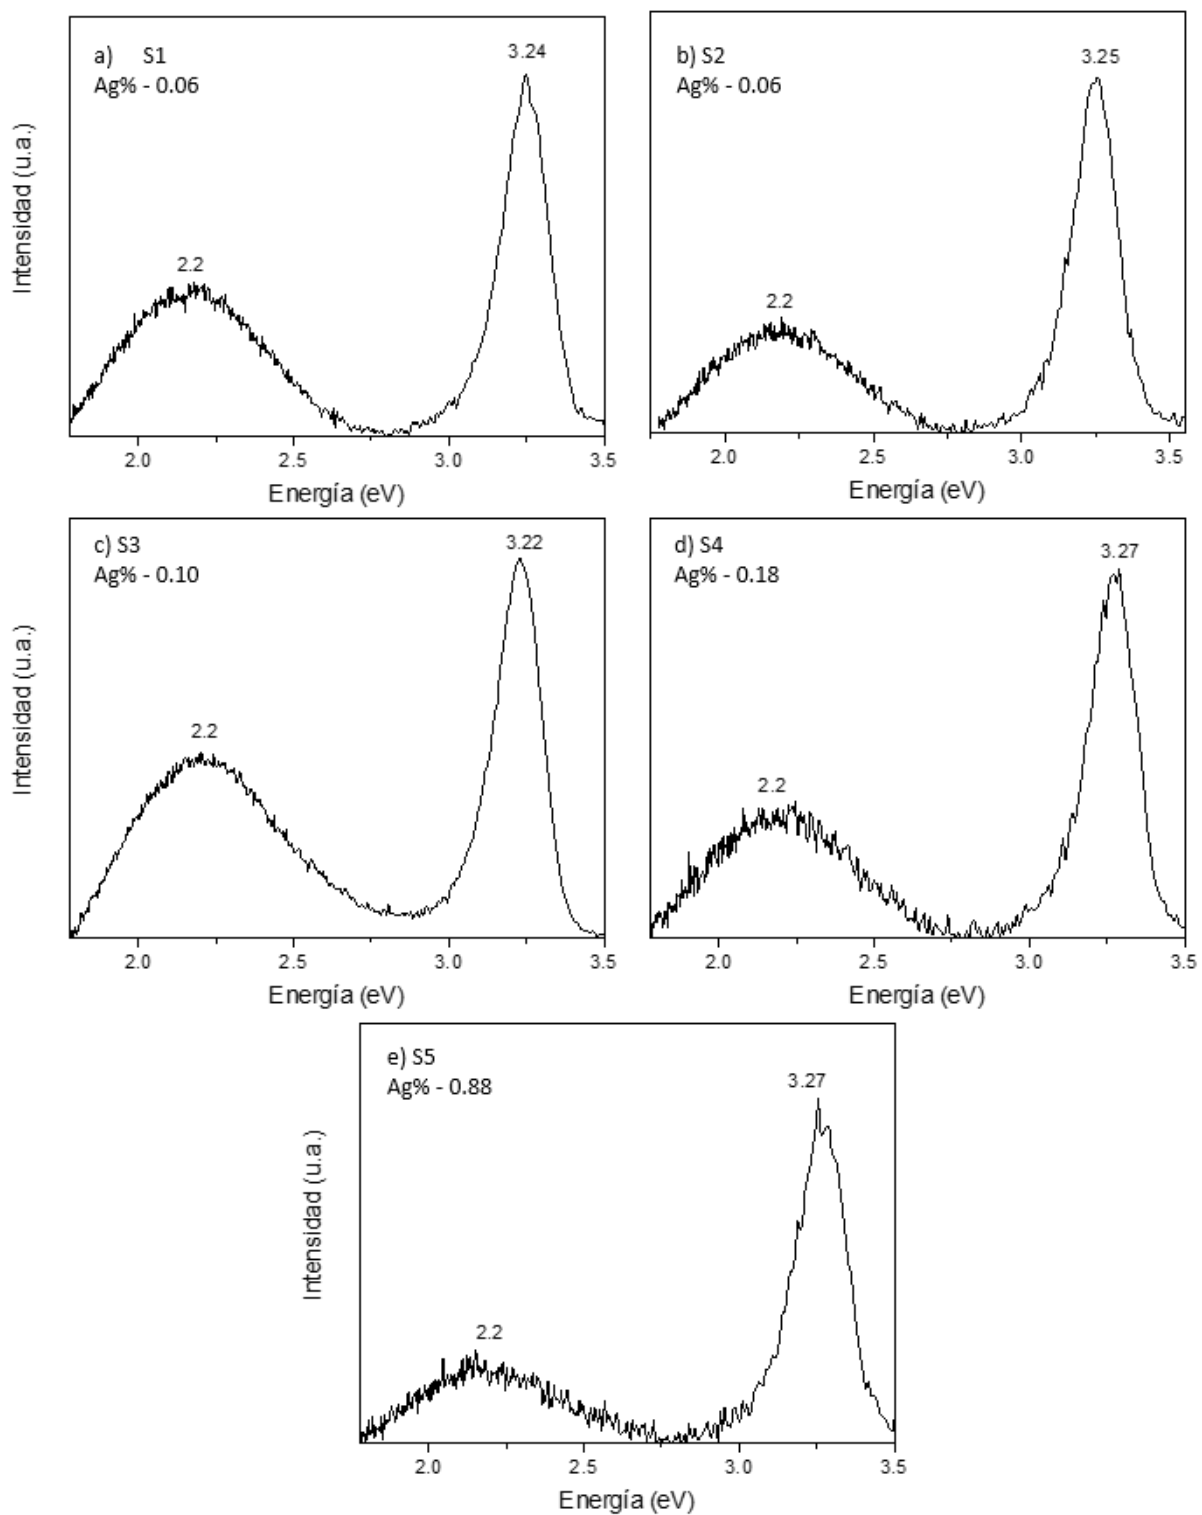 a) S1
Ag% - 0.06
3.24
2.2
Intensidad (u.a.)
2.0 2.5 3.0 3.5
Energía (eV)
b) S2
Ag% - 0.06
3.25
2.2
2.0 2.5 3.0 3.5
Energía (eV)
c) S3
Ag% - 0.10
3.22
2.2
Intensidad (u.a.)
2.0 2.5 3.0 3.5
Energía (eV)
d) S4
Ag% - 0.18
3.27
2.2
2.0 2.5 3.0 3.5
Energía (eV)
e) S5
Ag% - 0.88
3.27
2.2
Intensidad (u.a.)
2.0 2.5 3.0 3.5
Energía (eV)